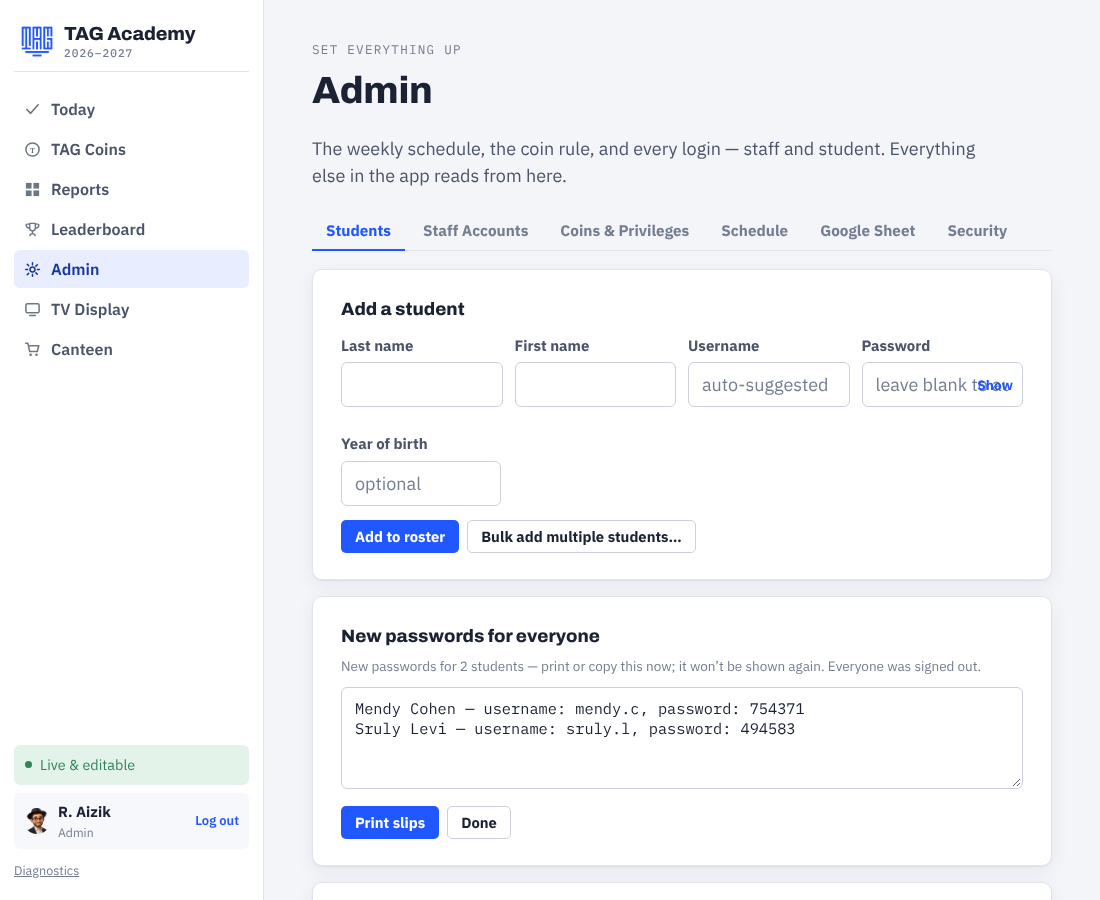 TAG Academy
2026–2027
Today
TAG Coins
Reports
Leaderboard
Admin
TV Display
Canteen
Live & editable
R. Aizik
Admin
Log out
Diagnostics
SET EVERYTHING UP
Admin
The weekly schedule, the coin rule, and every login — staff and student. Everything
else in the app reads from here.
Students Staff Accounts Coins & Privileges Schedule Google Sheet Security
Add a student
Last name First name Username Password
auto-suggested leave blank Show
Year of birth
optional
Add to roster Bulk add multiple students...
New passwords for everyone
New passwords for 2 students — print or copy this now; it won't be shown again. Everyone was signed out.
Mendy Cohen — username: mendy.c, password: 754371
Sruly Levi — username: sruly.l, password: 494583
Print slips Done